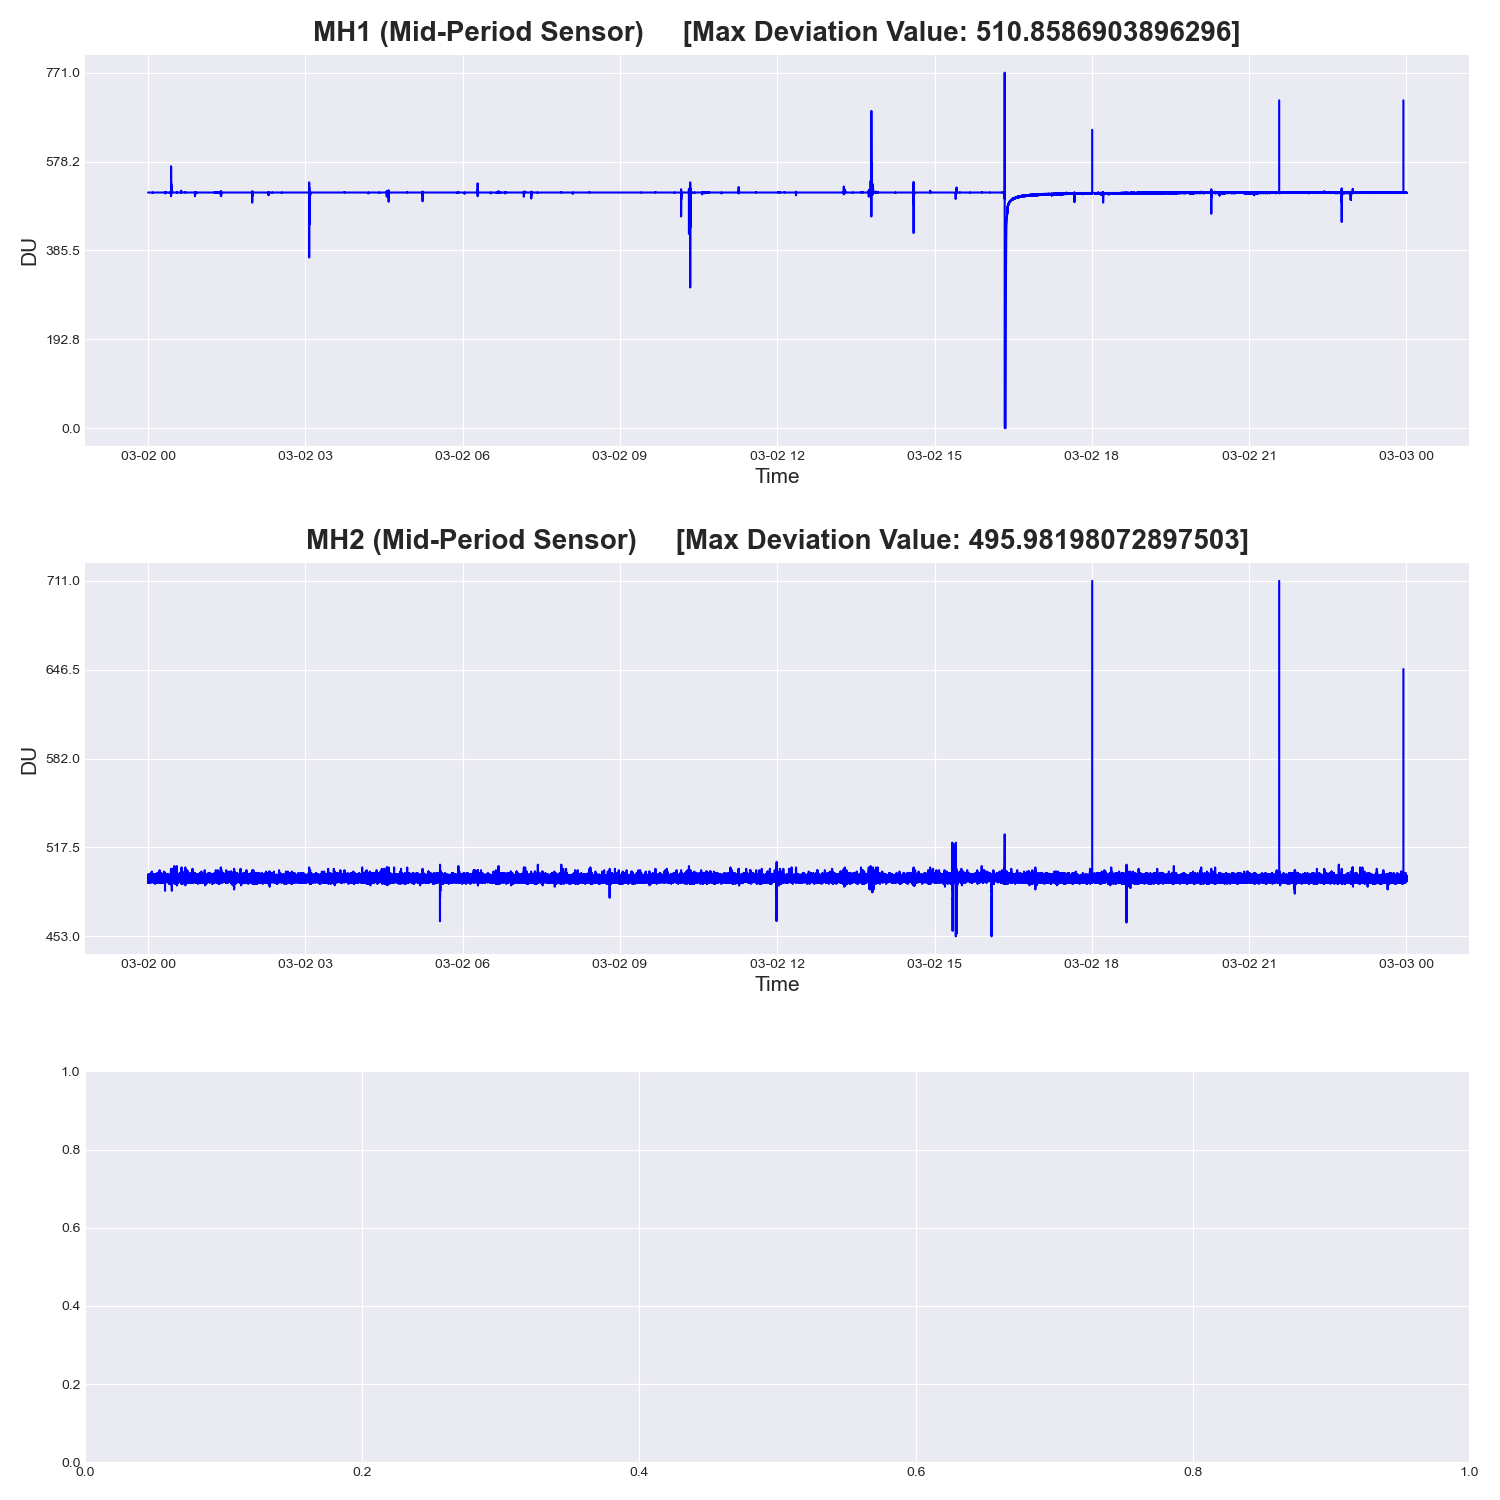 MH1 (Mid-Period Sensor) [Max Deviation Value: 510.8586903896296]
771.0
578.2
385.5
192.8
0.0
DU
03-02 00 03-02 03 03-02 06 03-02 09 03-02 12 03-02 15 03-02 18 03-02 21 03-03 00
Time
MH2 (Mid-Period Sensor) [Max Deviation Value: 495.98198072897503]
711.0
646.5
582.0
517.5
453.0
DU
03-02 00 03-02 03 03-02 06 03-02 09 03-02 12 03-02 15 03-02 18 03-02 21 03-03 00
Time
1.0
0.8
0.6
0.4
0.2
0.0
0.0 0.2 0.4 0.6 0.8 1.0